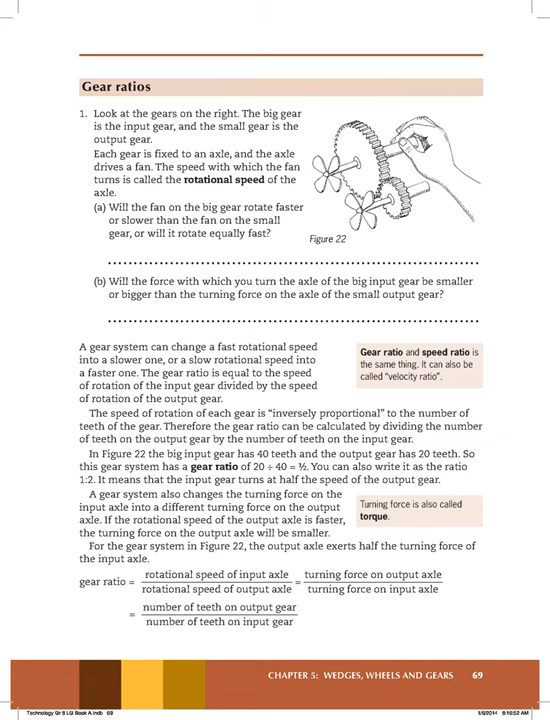 Gear ratios
1. Look at the gears on the right. The big gear
is the input gear, and the small gear is the
output gear.
Each gear is fixed to an axle, and the axle
drives a fan. The speed with which the fan
turns is called the rotational speed of the
axle.
(a) Will the fan on the big gear rotate faster
or slower than the fan on the small
gear, or will it rotate equally fast?
Figure 22
(b) Will the force with which you turn the axle of the big input gear be smaller
or bigger than the turning force on the axle of the small output gear?
A gear system can change a fast rotational speed
into a slower one, or a slow rotational speed into
a faster one. The gear ratio is equal to the speed
of rotation of the input gear divided by the speed
of rotation of the output gear.
Gear ratio and speed ratio is
the same thing. It can also be
called “velocity ratio”.
The speed of rotation of each gear is “inversely proportional” to the number of
teeth of the gear. Therefore the gear ratio can be calculated by dividing the number
of teeth on the output gear by the number of teeth on the input gear.
In Figure 22 the big input gear has 40 teeth and the output gear has 20 teeth. So
this gear system has a gear ratio of 20 ÷ 40 = ½. You can also write it as the ratio
1:2. It means that the input gear turns at half the speed of the output gear.
A gear system also changes the turning force on the
input axle into a different turning force on the output
axle. If the rotational speed of the output axle is faster,
the turning force on the output axle will be smaller.
Turning force is also called
torque.
For the gear system in Figure 22, the output axle exerts half the turning force of
the input axle.
gear ratio = rotational speed of input axle / rotational speed of output axle = turning force on output axle / turning force on input axle
= number of teeth on output gear / number of teeth on input gear
CHAPTER 5: WEDGES, WHEELS AND GEARS 69
Technology Gr 8 LG Book A.indb 69
1/6/2014 8:10:52 AM